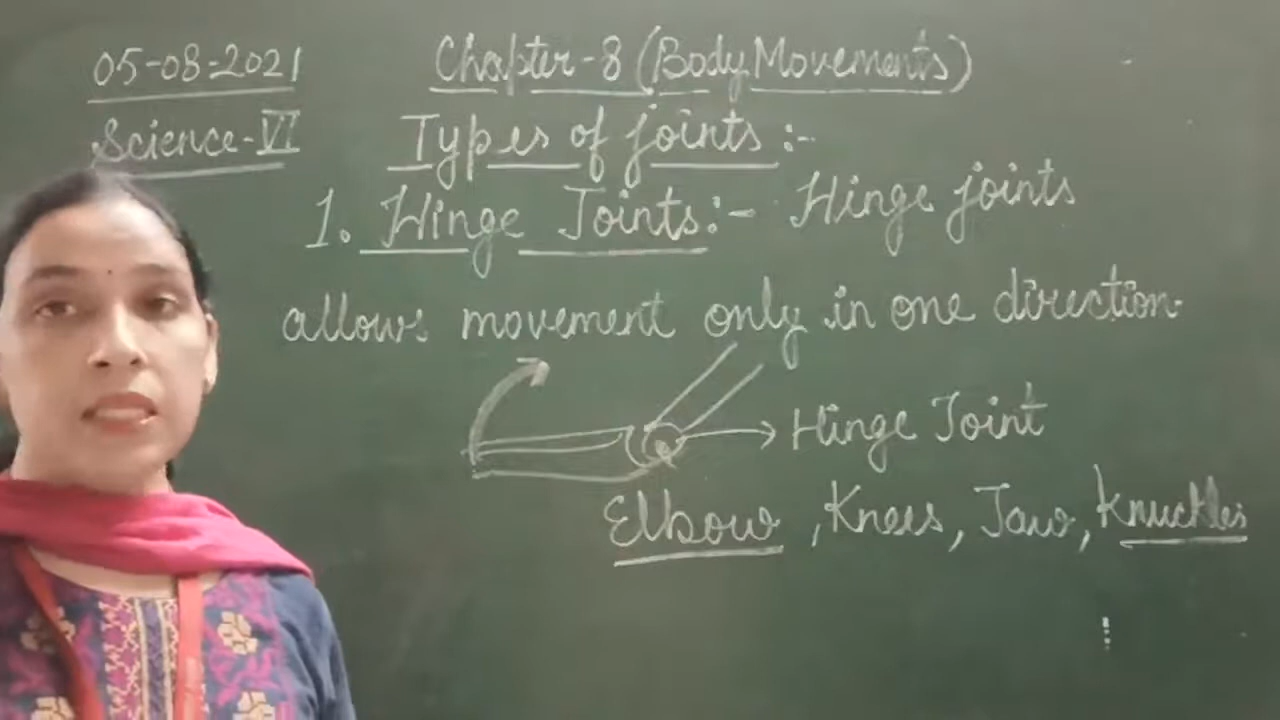 05-08-2021
Chapter-8 (Body Movements)
Science-VI
Types of joints :-
1. Hinge Joints:- Hinge joints
allows movement only in one direction.
Hinge Joint
Elbow, Knees, Jaw, Knuckles